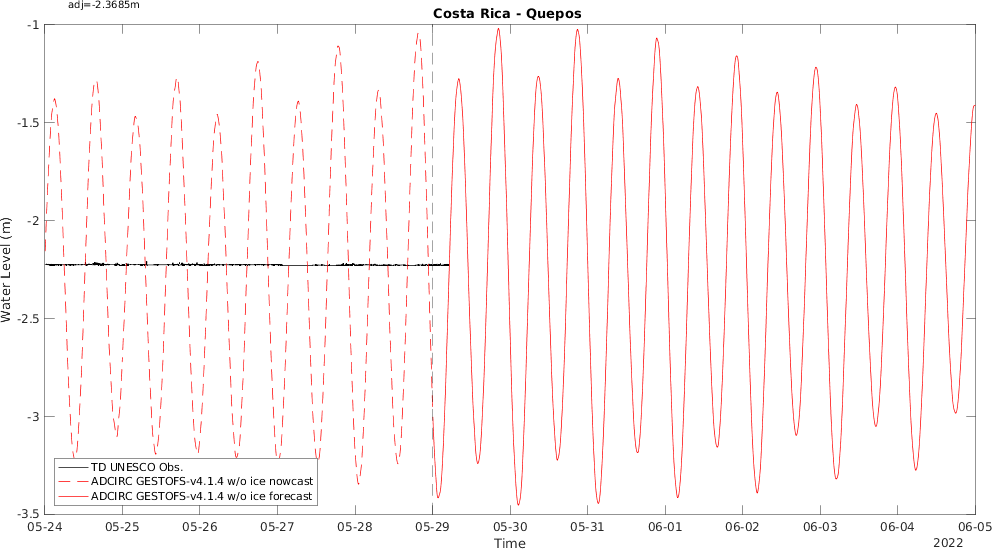 adj=-2.3685m
Costa Rica - Quepos
-1
-1.5
-2
-2.5
-3
-3.5
Water Level (m)
TD UNESCO Obs.
ADCIRC GESTOFS-v4.1.4 w/o ice nowcast
ADCIRC GESTOFS-v4.1.4 w/o ice forecast
05-24 05-25 05-26 05-27 05-28 05-29 05-30 05-31 06-01 06-02 06-03 06-04 06-05
Time
2022